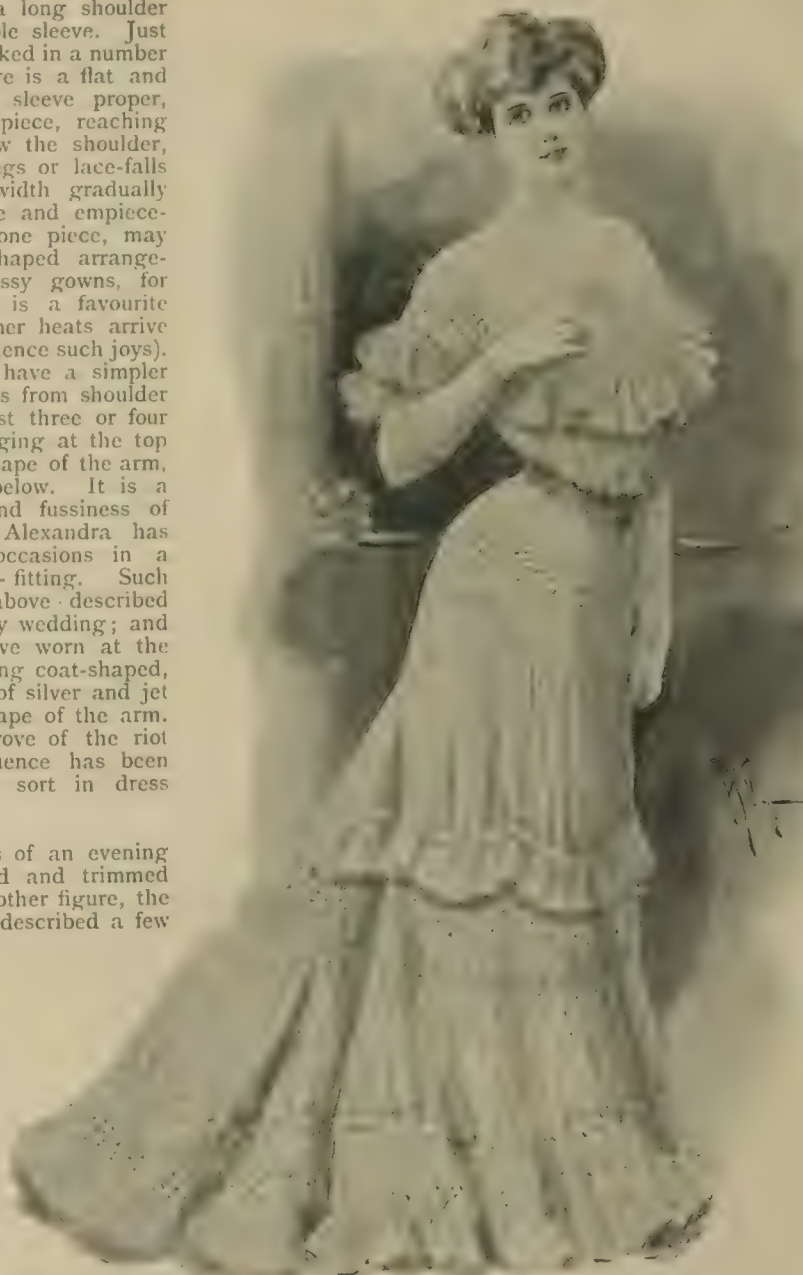 a long shoulder
le sleeve. Just
ked in a number
re is a flat and
sleeve proper,
piece, reaching
w the shoulder,
gs or lace-falls
vidth gradually
e and empiece-
one piece, may
haped arrange-
ssy gowns, for
is a favourite
ner heats arrive
ence such joys).
have a simpler
s from shoulder
st three or four
ging at the top
ape of the arm,
below. It is a
nd fussiness of
Alexandra has
occasions in a
- fitting. Such
above - described
y wedding; and
ve worn at the
ng coat-shaped,
of silver and jet
ape of the arm.
rove of the riot
uence has been
sort in dress
s of an evening
d and trimmed
other figure, the
described a few